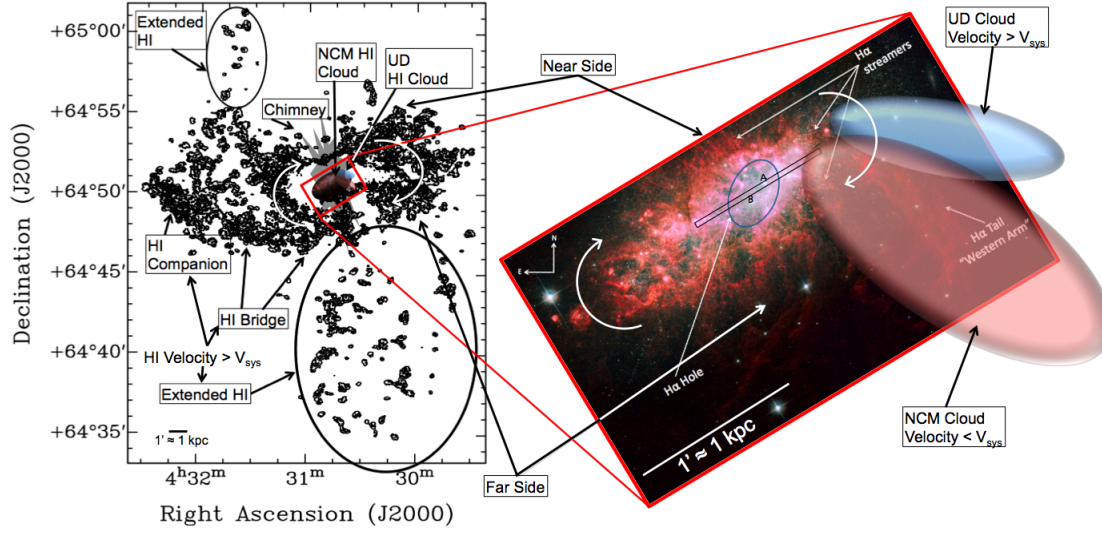 Extended
HI
+65°00'
+64°55'
+64°50'
+64°45'
+64°40'
+64°35'
Declination (J2000)
NCM HI
Cloud
UD
HI Cloud
Chimney
HI
Companion
HI Bridge
HI Velocity > Vsys
Extended HI
1' ≈ 1 kpc
4h32m
31m
30m
Right Ascension (J2000)
Near Side
Far Side
Hα
streamers
A
B
N
E
Hα Hole
1' ≈ 1 kpc
Hα Tail
"Western Arm"
UD Cloud
Velocity > Vsys
NCM Cloud
Velocity < Vsys